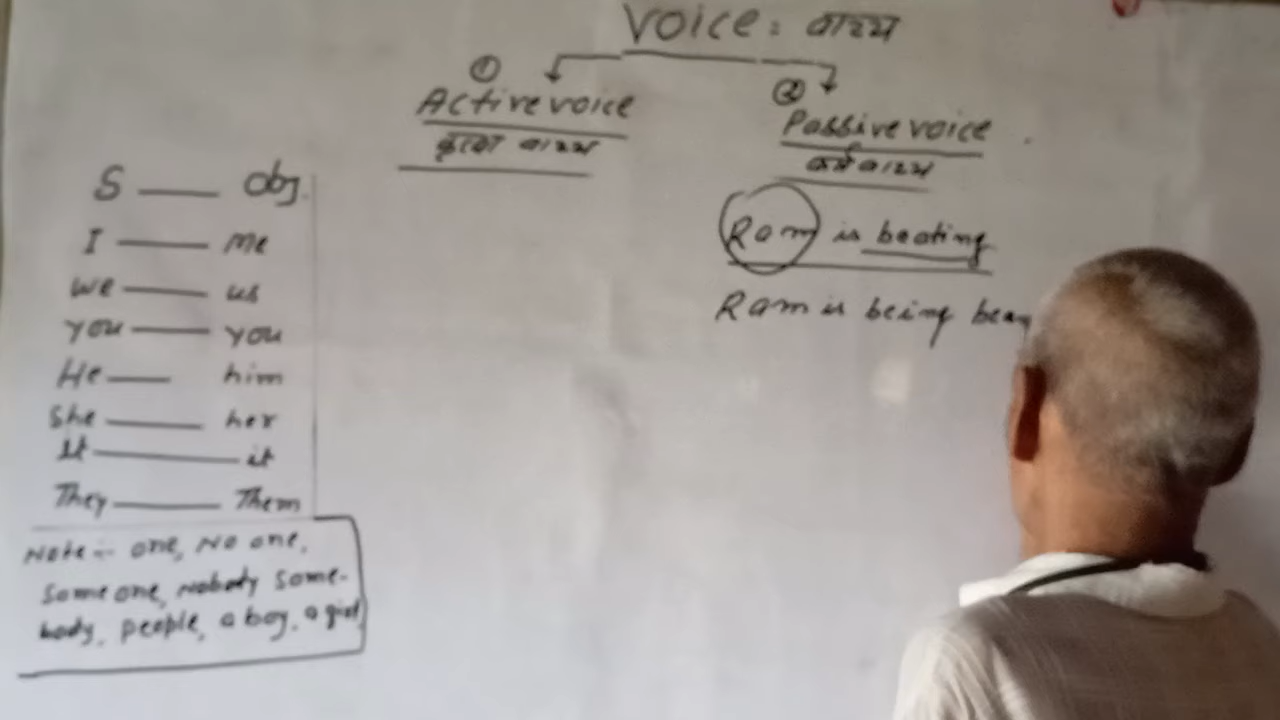 Voice : वाच्य
① ②
Active voice Passive voice
वाच्य कर्मवाच्य
S — Obj.
I — Me
We — us
You — you
He — him
She — her
It — it
They — Them
Ram is beating
Ram is being
Note :- one, No one,
Some one, Nobody Some-
body, people, a boy, a girl